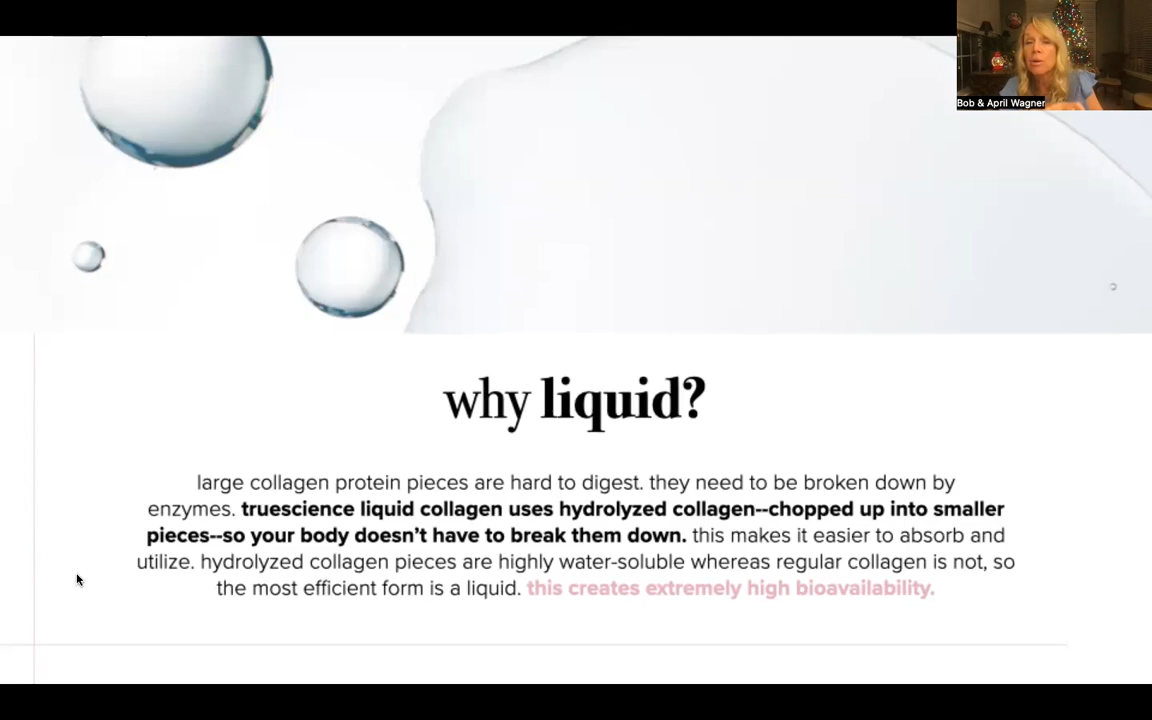 Bob & April Wagner
why liquid?
large collagen protein pieces are hard to digest. they need to be broken down by
enzymes. truescience liquid collagen uses hydrolyzed collagen--chopped up into smaller
pieces--so your body doesn't have to break them down. this makes it easier to absorb and
utilize. hydrolyzed collagen pieces are highly water-soluble whereas regular collagen is not, so
the most efficient form is a liquid. this creates extremely high bioavailability.